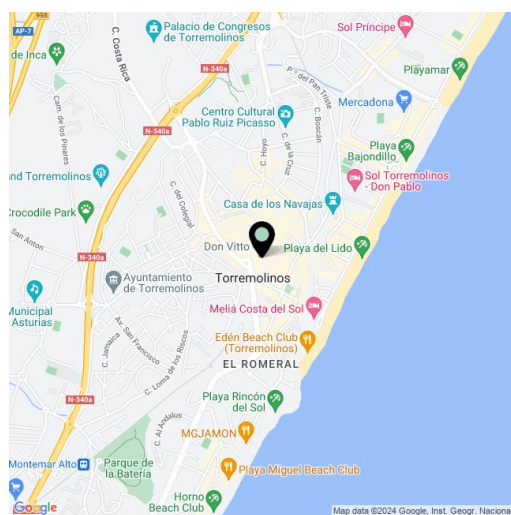 998
AP-7
Palacio de Congresos
de Torremolinos
Sol Príncipe
de Inca
C. Costa Rica
N-340a
Playamar
P.º del Pan Triste
Mercadona
Cam. de los Pinares
Centro Cultural
Pablo Ruiz Picasso
C. Boscán
N-340a
C. Hoyo
C. de la Cruz
Playa
Bajondillo
nd Torremolinos
Sol Torremolinos
- Don Pablo
C. del Colegial
Casa de los Navajas
Crocodile Park
San Anton
Don Vitto
Playa del Lido
N-340a
Ayuntamiento
de Torremolinos
Torremolinos
Municipal
Asturias
Meliá Costa del Sol
Av. San Francisco
Edén Beach Club
(Torremolinos)
C. Jamaica
C. Loma de los Riscos
EL ROMERAL
N-340a
Playa Rincón
del Sol
C. Al Andalus
MGJAMON
Montemar Alto
Parque de
la Batería
Playa Miguel Beach Club
Horno
Beach Club
Google
Map data ©2024 Google, Inst. Geogr. Naciona